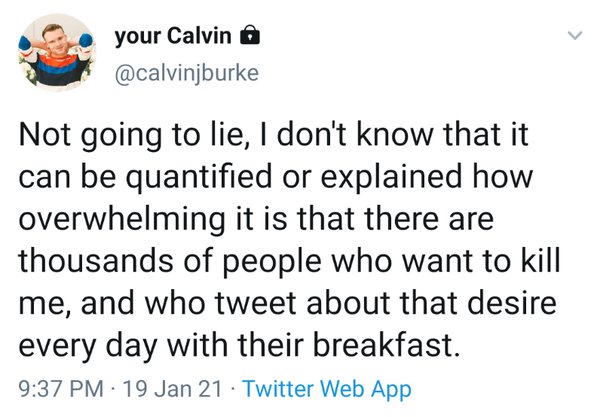 your Calvin
@calvinjburke
Not going to lie, I don't know that it
can be quantified or explained how
overwhelming it is that there are
thousands of people who want to kill
me, and who tweet about that desire
every day with their breakfast.
9:37 PM · 19 Jan 21 · Twitter Web App